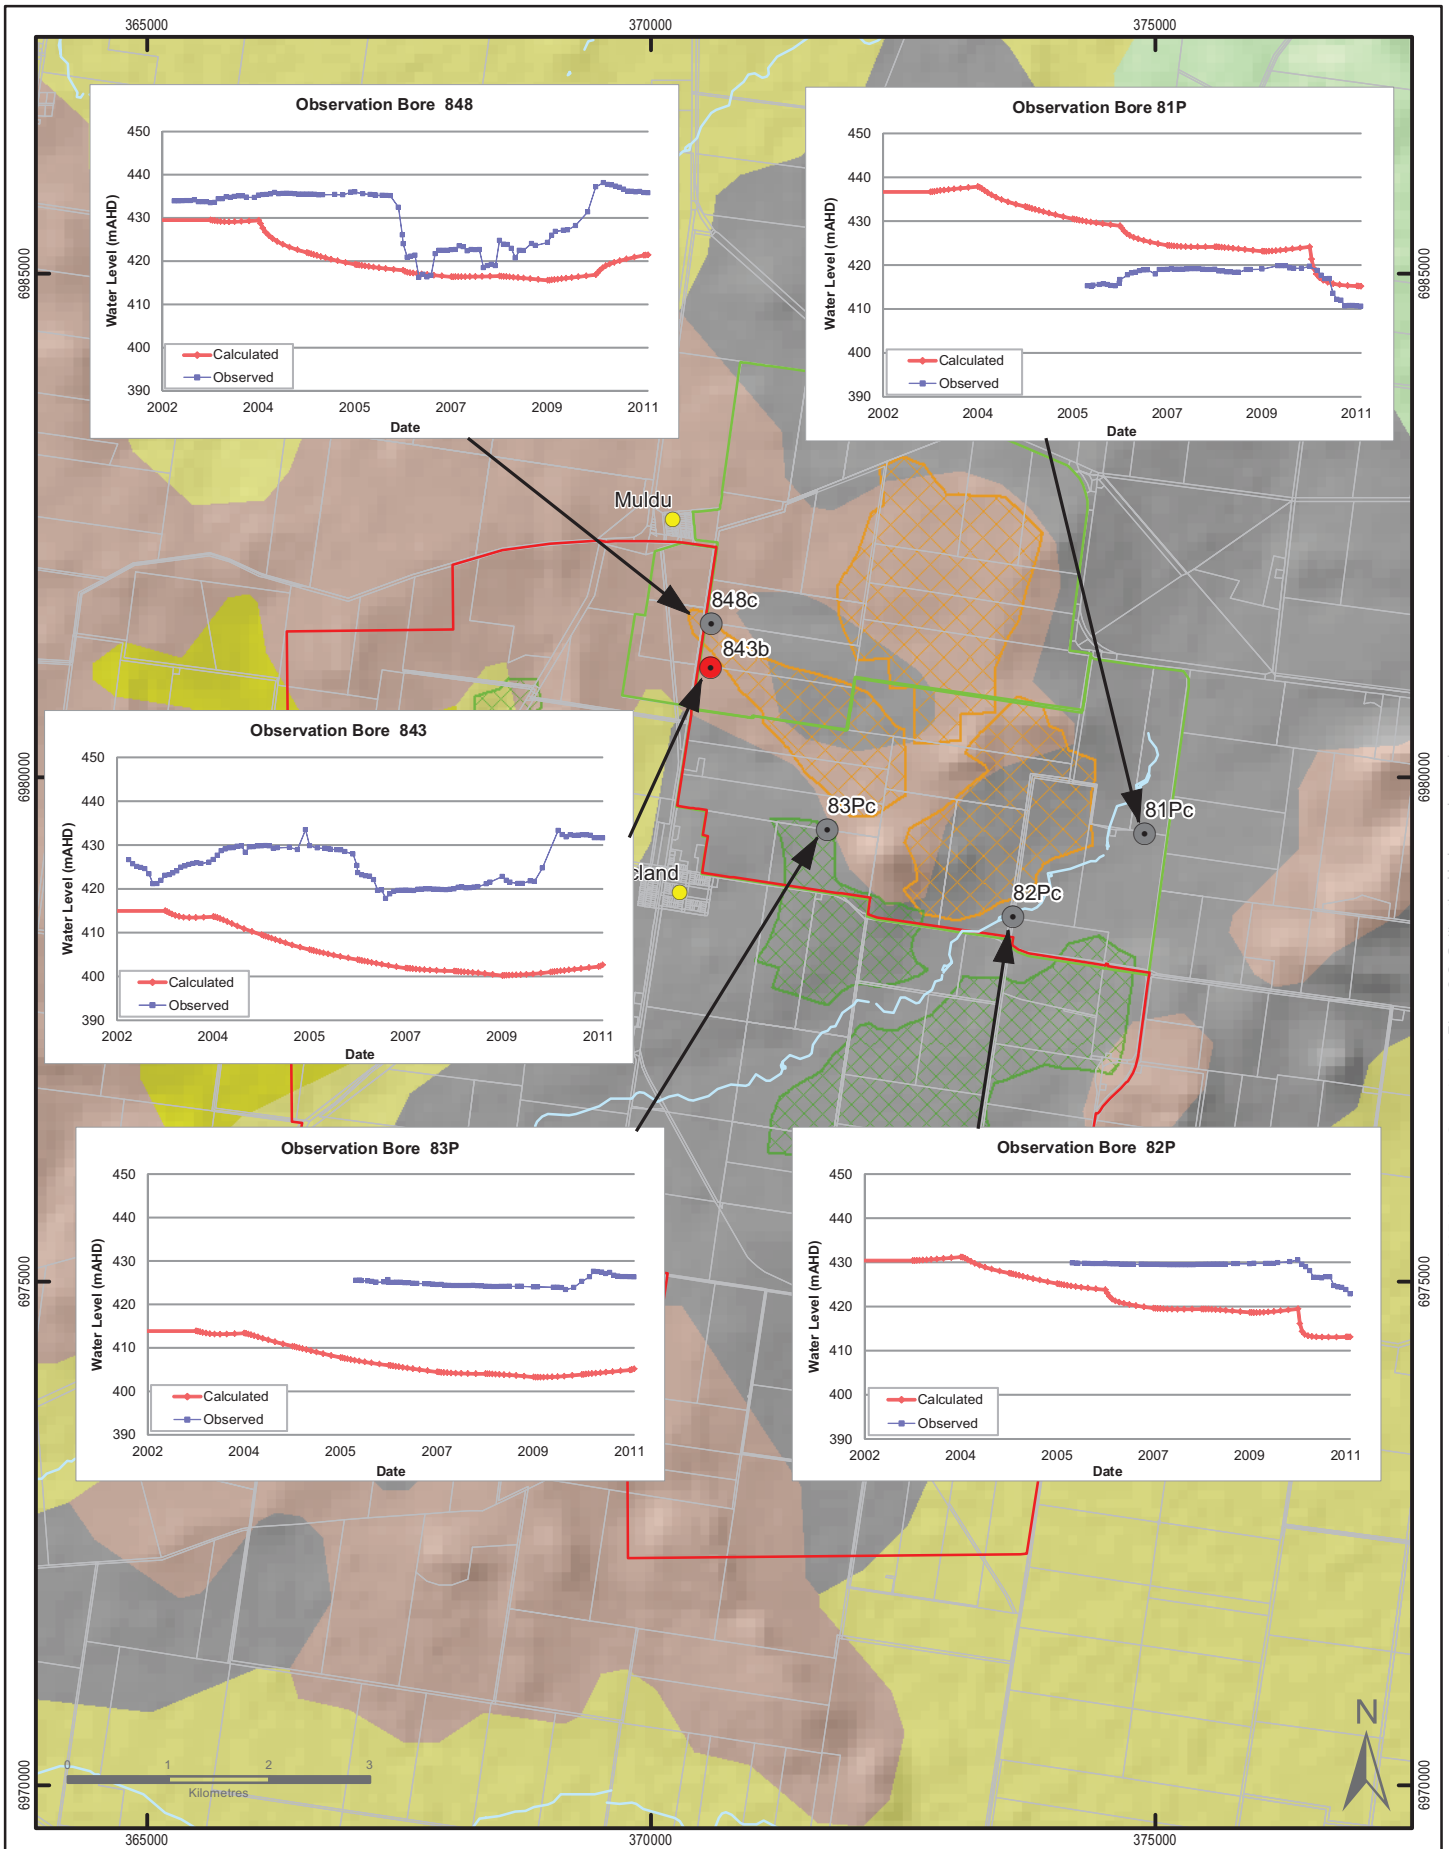 365000 370000 375000
Observation Bore 848
450
440
430
420
410
400
390
Water Level (mAHD)
Calculated
Observed
2002 2004 2005 2007 2009 2011
Date
Observation Bore 81P
450
440
430
420
410
400
390
Water Level (mAHD)
Calculated
Observed
2002 2004 2005 2007 2009 2011
Date
6985000 6985000
Muldu
848c
843b
Observation Bore 843
450
440
430
420
410
400
390
Water Level (mAHD)
Calculated
Observed
2002 2004 2005 2007 2009 2011
Date
6980000 6980000
83Pc
81Pc
cland
82Pc
Observation Bore 83P
450
440
430
420
410
400
390
Water Level (mAHD)
Calculated
Observed
2002 2004 2005 2007 2009 2011
Date
Observation Bore 82P
450
440
430
420
410
400
390
Water Level (mAHD)
Calculated
Observed
2002 2004 2005 2007 2009 2011
Date
6975000 6975000
N
0 1 2 3
Kilometres
6970000 6970000
365000 370000 375000